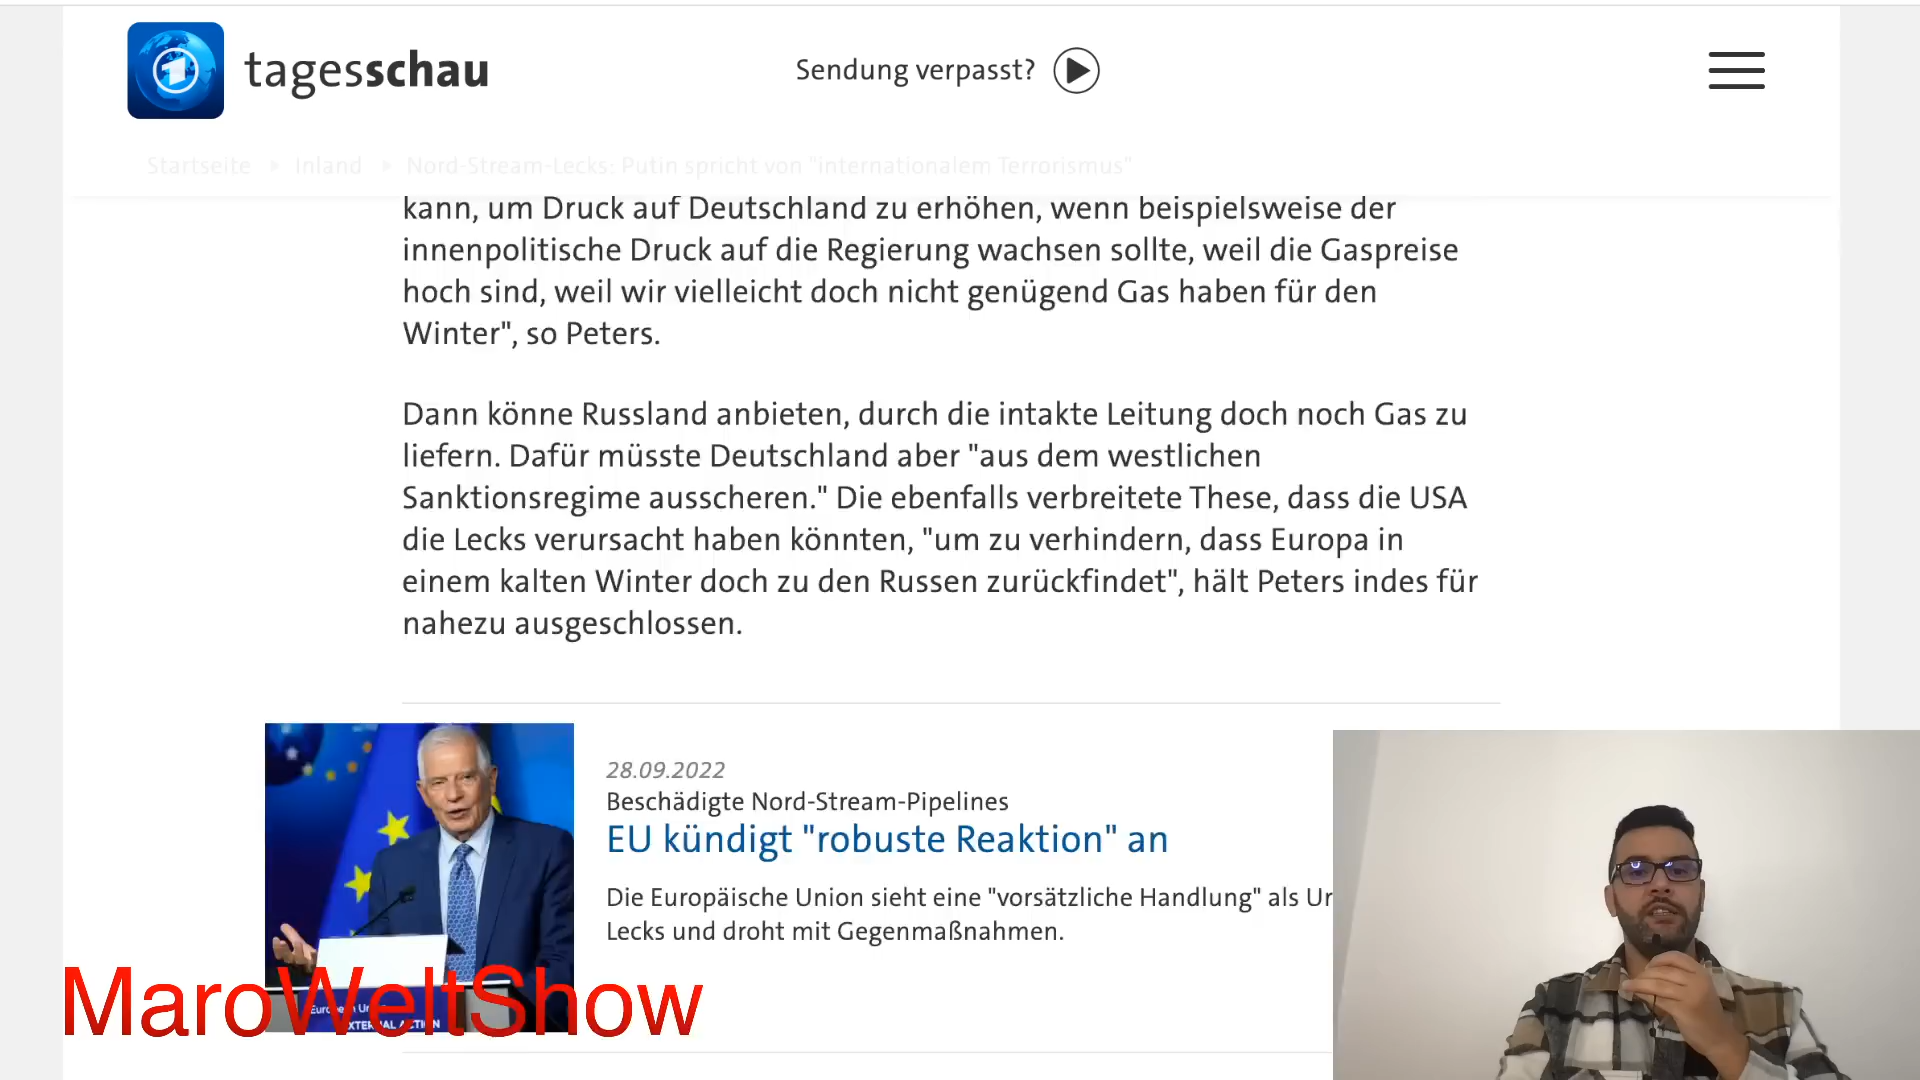 tagesschau
Sendung verpasst?
Startseite » Inland » Nord-Stream-Lecks: Putin spricht von "internationalem Terrorismus"
kann, um Druck auf Deutschland zu erhöhen, wenn beispielsweise der
innenpolitische Druck auf die Regierung wachsen sollte, weil die Gaspreise
hoch sind, weil wir vielleicht doch nicht genügend Gas haben für den
Winter", so Peters.
Dann könne Russland anbieten, durch die intakte Leitung doch noch Gas zu
liefern. Dafür müsste Deutschland aber "aus dem westlichen
Sanktionsregime ausscheren." Die ebenfalls verbreitete These, dass die USA
die Lecks verursacht haben könnten, "um zu verhindern, dass Europa in
einem kalten Winter doch zu den Russen zurückfindet", hält Peters indes für
nahezu ausgeschlossen.
28.09.2022
Beschädigte Nord-Stream-Pipelines
EU kündigt "robuste Reaktion" an
Die Europäische Union sieht eine "vorsätzliche Handlung" als Ur
Lecks und droht mit Gegenmaßnahmen.
MaroWeltShow